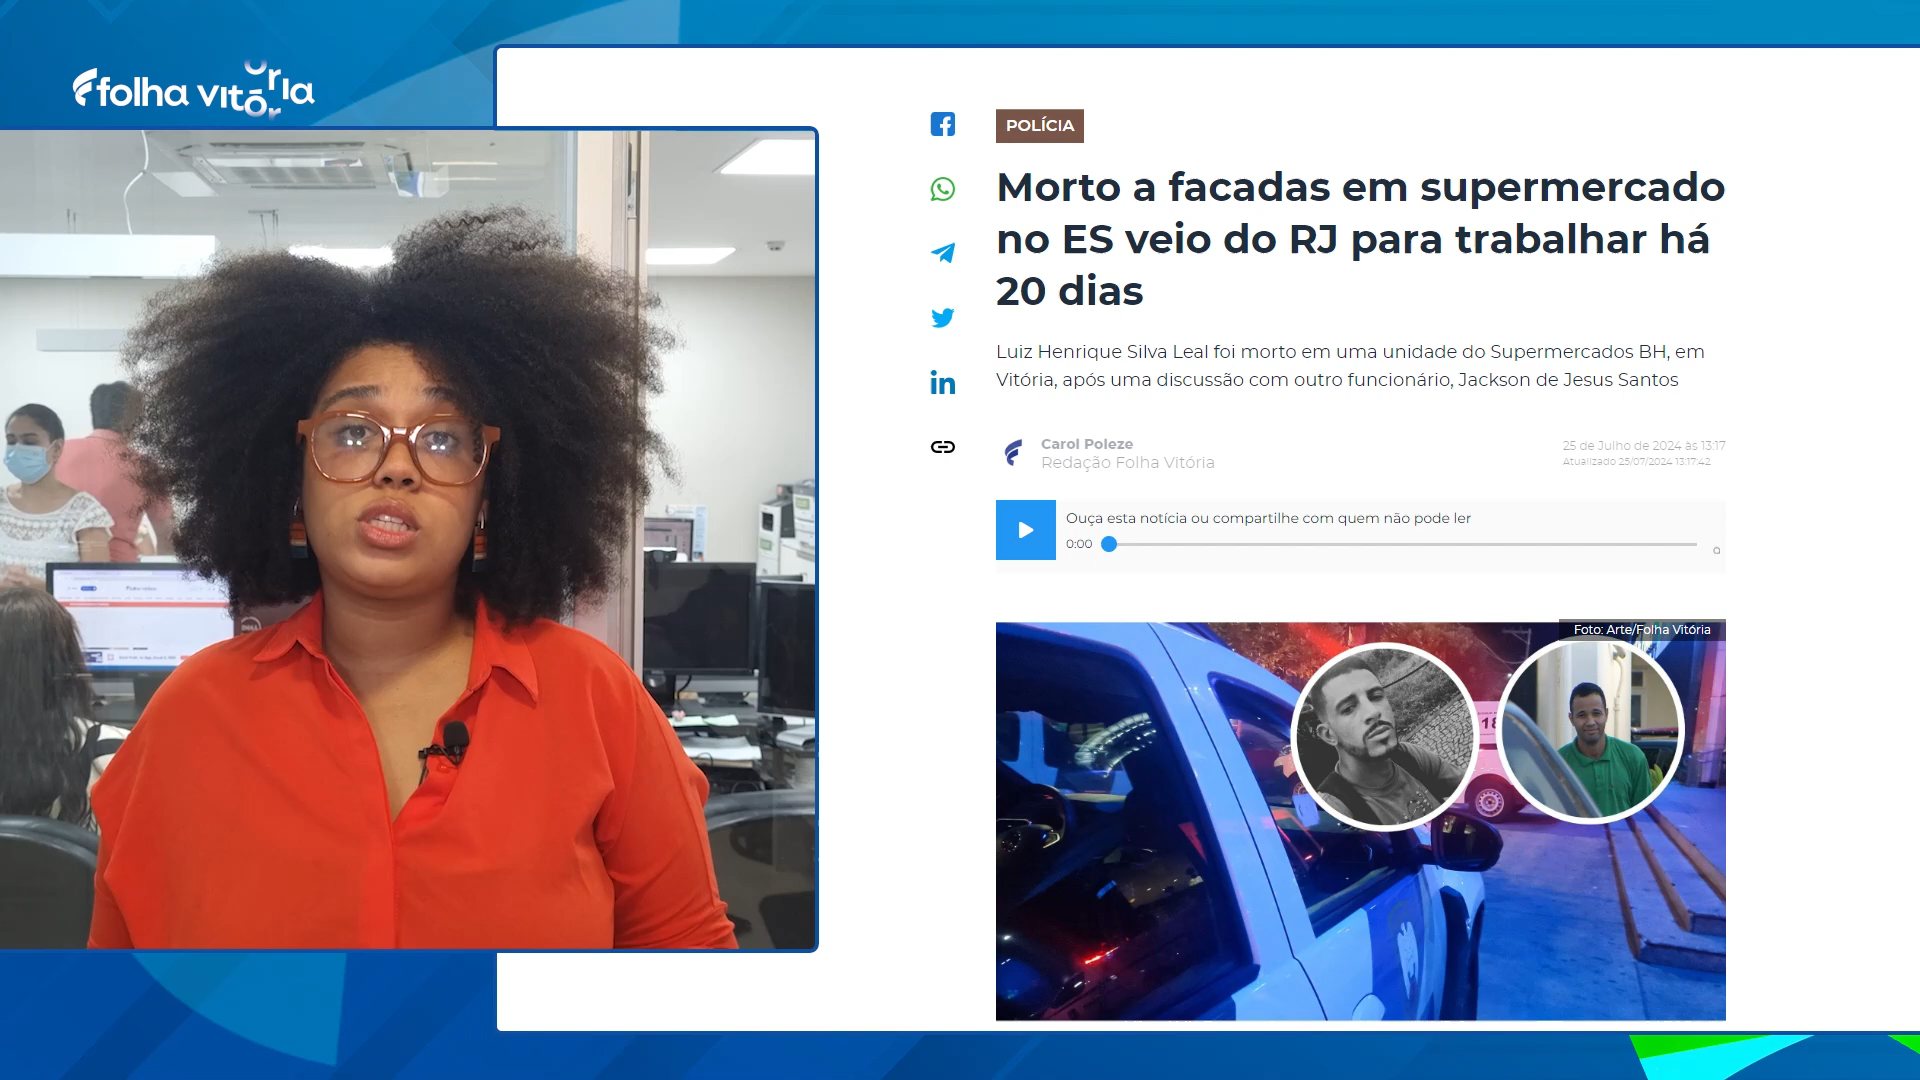 folha vitória
POLÍCIA
Morto a facadas em supermercado
no ES veio do RJ para trabalhar há
20 dias
Luiz Henrique Silva Leal foi morto em uma unidade do Supermercados BH, em
Vitória, após uma discussão com outro funcionário, Jackson de Jesus Santos
Carol Poleze
Redação Folha Vitória
25 de Julho de 2024 às 13:17
Atualizado 25/07/2024 13:17:42
Ouça esta notícia ou compartilhe com quem não pode ler
0:00
Foto: Arte/Folha Vitória
DELL